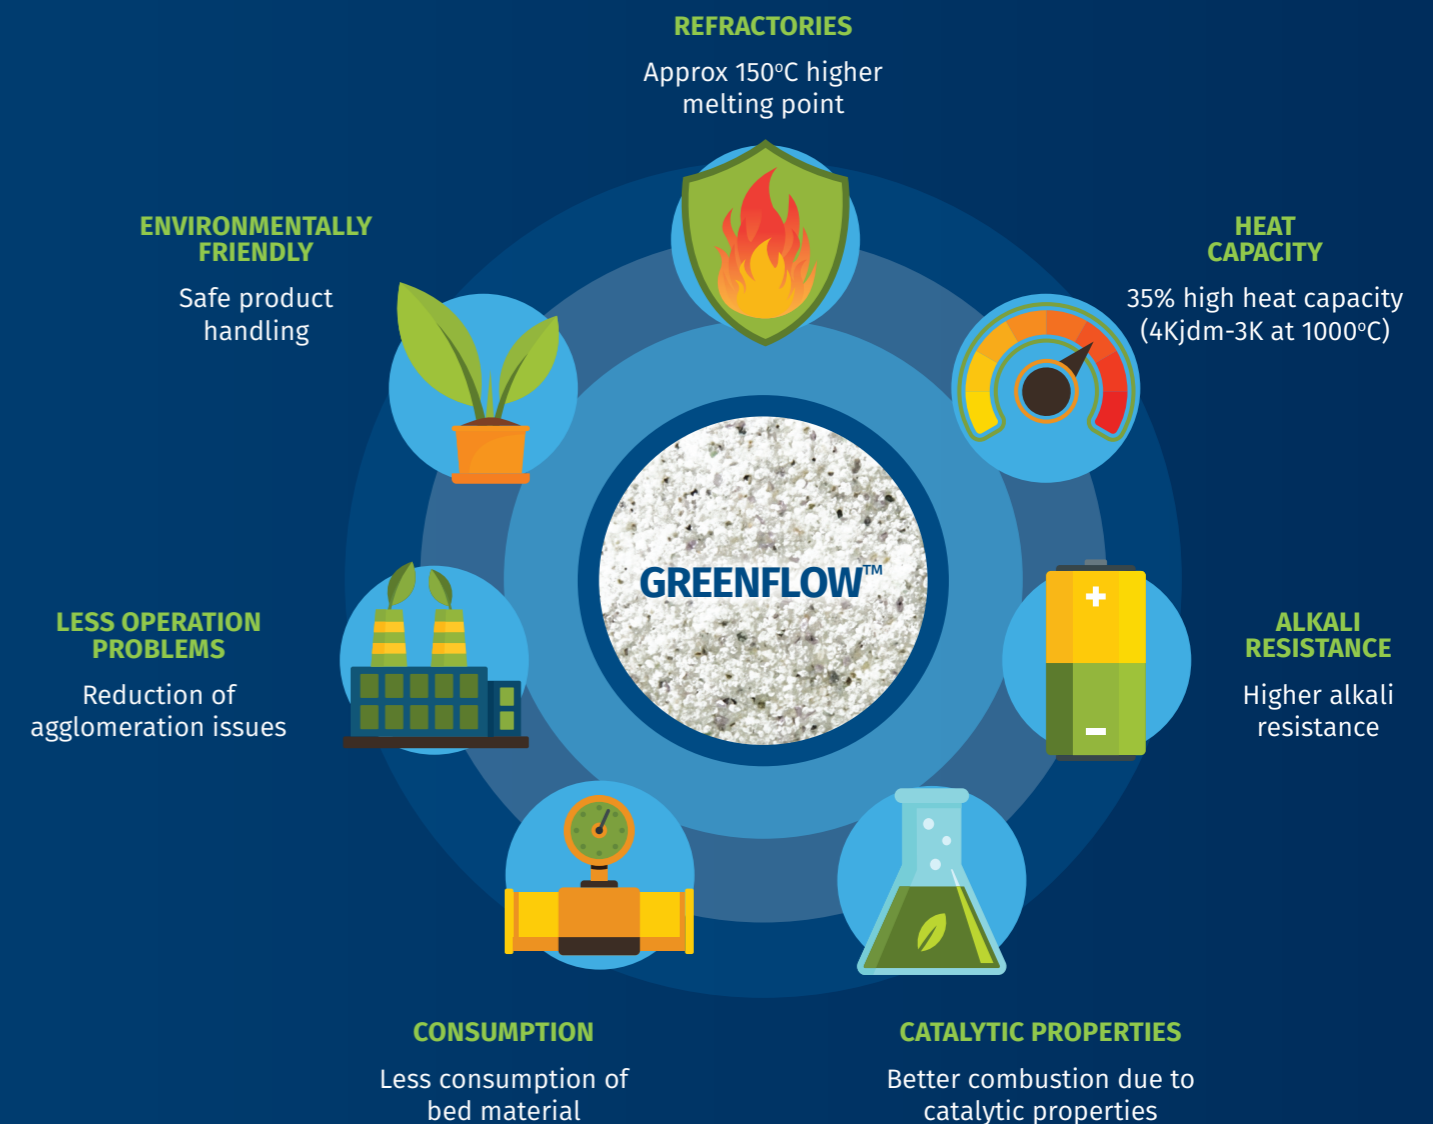 REFRACTORIES
Approx 150ºC higher
melting point
HEAT
CAPACITY
35% high heat capacity
(4Kjdm-3K at 1000ºC)
ALKALI
RESISTANCE
Higher alkali
resistance
CATALYTIC PROPERTIES
Better combustion due to
catalytic properties
CONSUMPTION
Less consumption of
bed material
LESS OPERATION
PROBLEMS
Reduction of
agglomeration issues
ENVIRONMENTALLY
FRIENDLY
Safe product
handling
GREENFLOW™
+
−